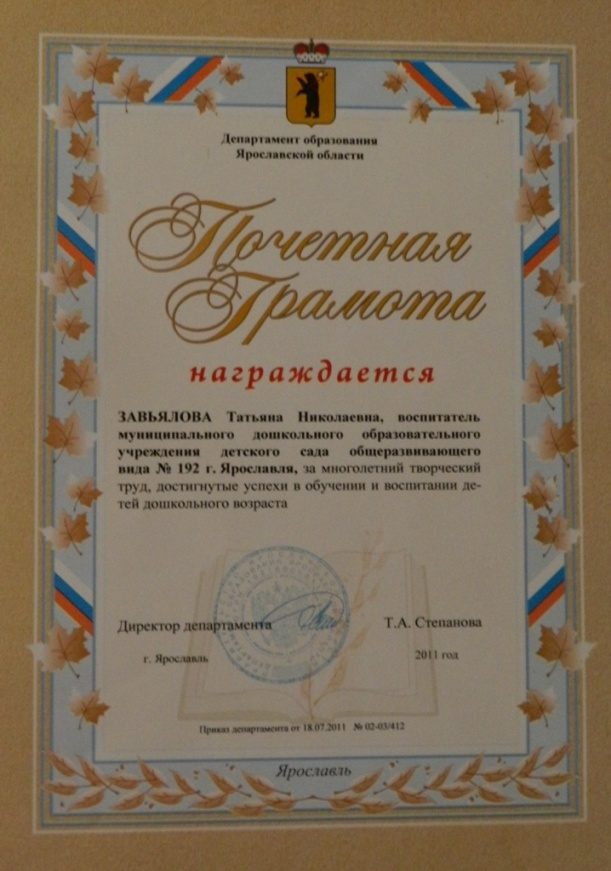 Департамент образования
Ярославской области
Почетная
Грамота
награждается
ЗАВЬЯЛОВА Татьяна Николаевна, воспитатель
муниципального дошкольного образовательного
учреждения детского сада общеразвивающего
вида № 192 г. Ярославля, за многолетний творческий
труд, достигнутые успехи в обучении и воспитании де-
тей дошкольного возраста
Директор департамента Т.А. Степанова
г. Ярославль 2011 год
Приказ департамента от 18.07.2011 № 02-03/412
Ярославль